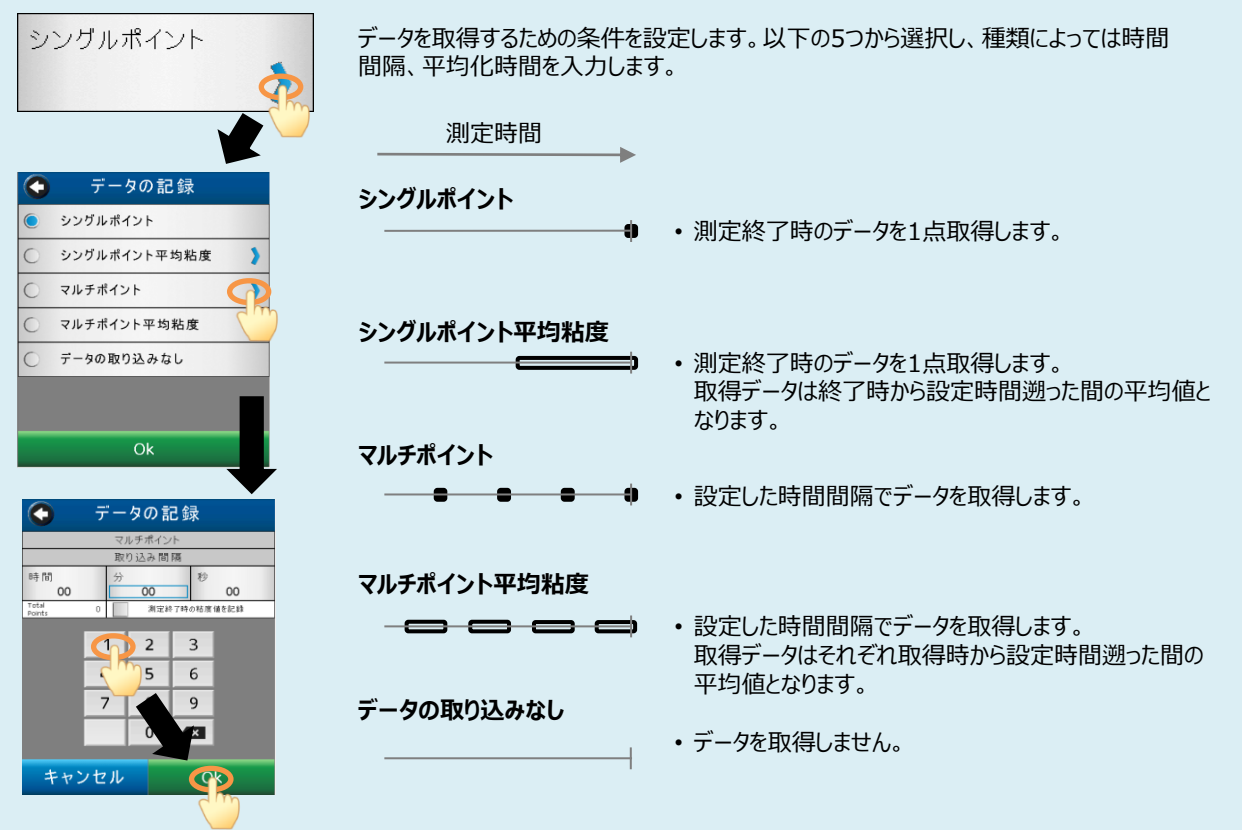 シングルポイント
データを取得するための条件を設定します。以下の5つから選択し、種類によっては時間
間隔、平均化時間を入力します。
測定時間
データの記録
シングルポイント
シングルポイント平均粘度
マルチポイント
マルチポイント平均粘度
データの取り込みなし
Ok
データの記録
マルチポイント
取り込み間隔
時間
00
分
00
秒
00
Total
Points
0
測定終了時の粘度値を記録
1 2 3
5 6
7 9
0
キャンセル
Ok
シングルポイント
• 測定終了時のデータを1点取得します。
シングルポイント平均粘度
• 測定終了時のデータを1点取得します。
取得データは終了時から設定時間遡った間の平均値と
なります。
マルチポイント
• 設定した時間間隔でデータを取得します。
マルチポイント平均粘度
• 設定した時間間隔でデータを取得します。
取得データはそれぞれ取得時から設定時間遡った間の
平均値となります。
データの取り込みなし
• データを取得しません。